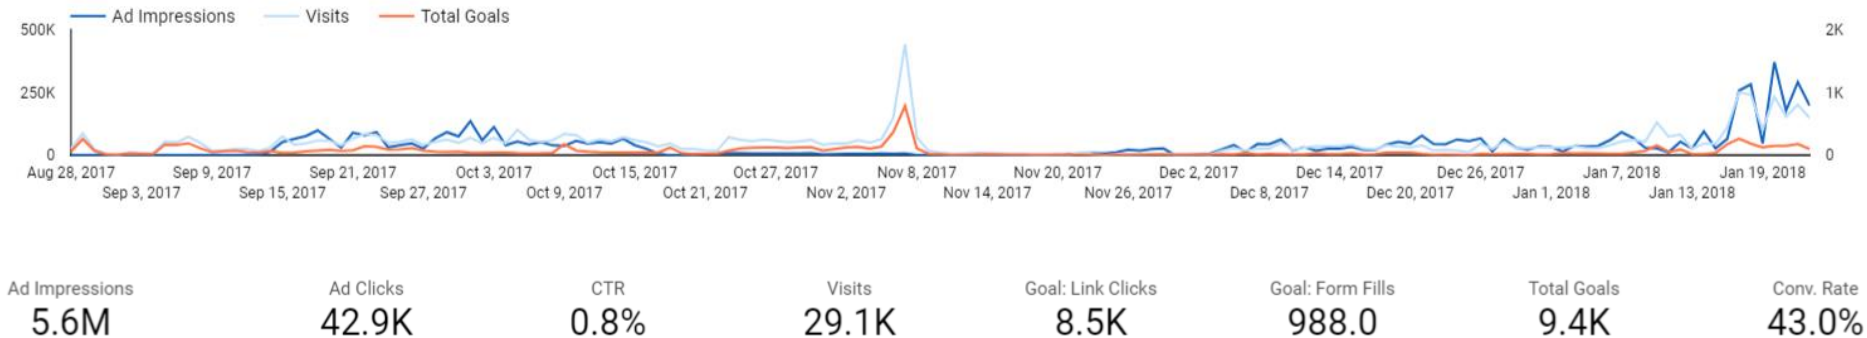 Ad Impressions Visits Total Goals
500K 2K
250K 1K
0 0
Aug 28, 2017 Sep 9, 2017 Sep 21, 2017 Oct 3, 2017 Oct 15, 2017 Oct 27, 2017 Nov 8, 2017 Nov 20, 2017 Dec 2, 2017 Dec 14, 2017 Dec 26, 2017 Jan 7, 2018 Jan 19, 2018
Sep 3, 2017 Sep 15, 2017 Sep 27, 2017 Oct 9, 2017 Oct 21, 2017 Nov 2, 2017 Nov 14, 2017 Nov 26, 2017 Dec 8, 2017 Dec 20, 2017 Jan 1, 2018 Jan 13, 2018
Ad Impressions Ad Clicks CTR Visits Goal: Link Clicks Goal: Form Fills Total Goals Conv. Rate
5.6M 42.9K 0.8% 29.1K 8.5K 988.0 9.4K 43.0%